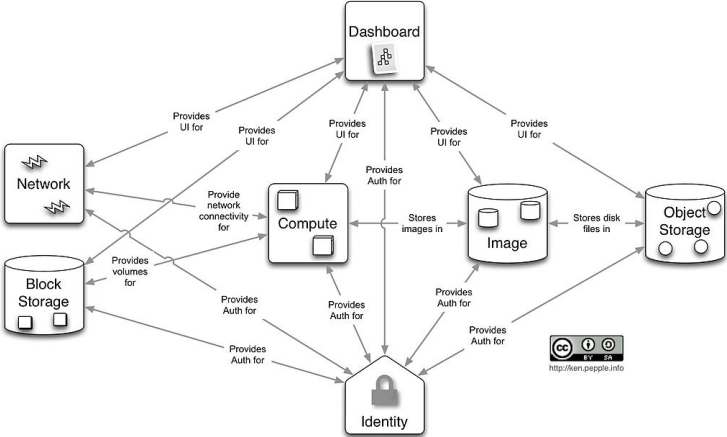 Dashboard
Provides
UI for
Provides
UI for
Provides
UI for
Provides
UI for
Provides
UI for
Provides
Auth for
Network
Provide
network
connectivity
for
Compute
Stores
images in
Image
Stores disk
files in
Object
Storage
Block
Storage
Provides
volumes
for
Provides
Auth for
Provides
Auth for
Provides
Auth for
Provides
Auth for
Provides
Auth for
Identity
cc
BY SA
http://ken.pepple.info